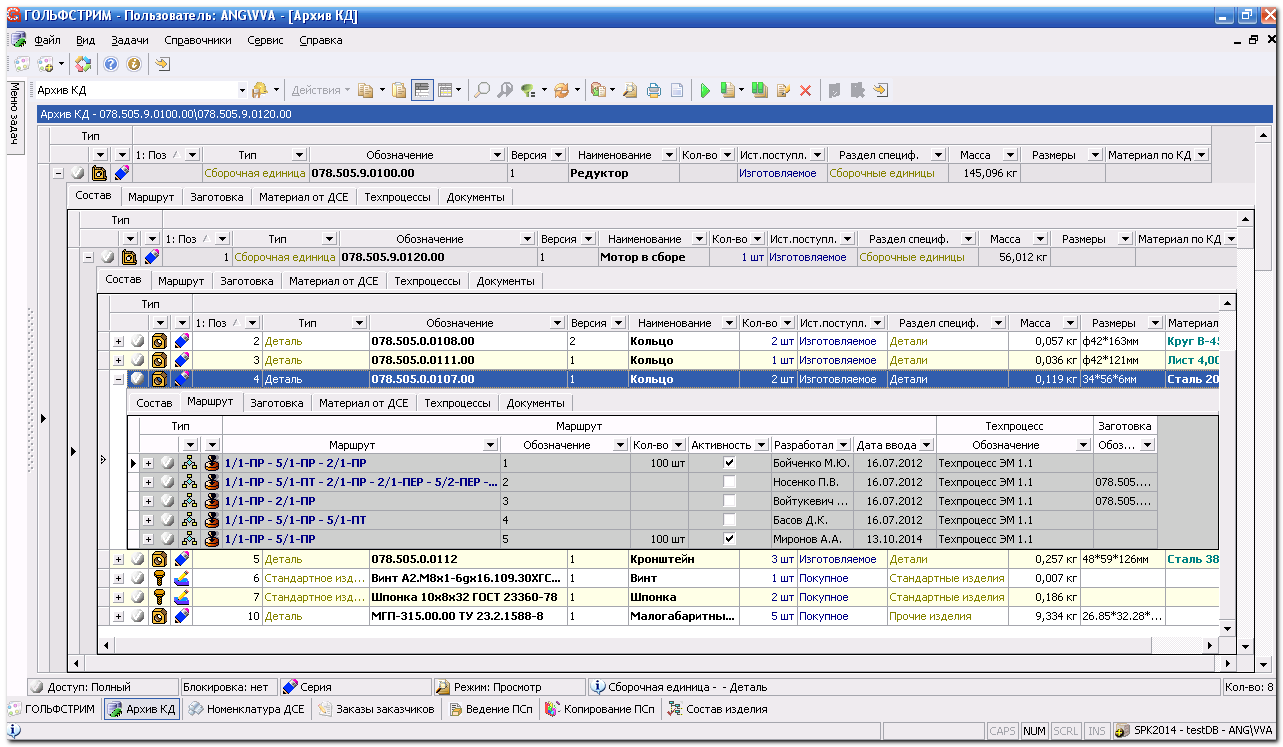 ГОЛЬФСТРИМ - Пользователь: ANG\VVA - [Архив КД]
Файл Вид Задачи Справочники Сервис Справка
Меню задач
Архив КД Действия
Архив КД - 078.505.9.0100.00\078.505.9.0120.00
Тип
1: Поз Тип Обозначение Версия Наименование Кол-во Ист.поступл. Раздел специф. Масса Размеры Материал по КД
Сборочная единица 078.505.9.0100.00 1 Редуктор Изготовляемое Сборочные единицы 145,096 кг
Состав Маршрут Заготовка Материал от ДСЕ Техпроцессы Документы
Тип
1: Поз Тип Обозначение Версия Наименование Кол-во Ист.поступл. Раздел специф. Масса Размеры Материал по КД
1 Сборочная единица 078.505.9.0120.00 1 Мотор в сборе 1 шт Изготовляемое Сборочные единицы 56,012 кг
Состав Маршрут Заготовка Материал от ДСЕ Техпроцессы Документы
Тип
1: Поз Тип Обозначение Версия Наименование Кол-во Ист.поступл Раздел специф. Масса Размеры Материал
2 Деталь 078.505.0.0108.00 2 Кольцо 2 шт Изготовляемое Детали 0,057 кг ф42*163мм Круг В-45
3 Деталь 078.505.0.0111.00 1 Кольцо 1 шт Изготовляемое Детали 0,036 кг ф42*121мм Лист 4,00
4 Деталь 078.505.0.0107.00 1 Кольцо 2 шт Изготовляемое Детали 0,119 кг 34*56*6мм Сталь 20
Состав Маршрут Заготовка Материал от ДСЕ Техпроцессы Документы
Тип Маршрут Техпроцесс Заготовка
Маршрут Обозначение Кол-во Активность Разработал Дата ввода Обозначение Обоз...
1/1-ПР - 5/1-ПР - 2/1-ПР 1 100 шт Бойченко М.Ю. 16.07.2012 Техпроцесс ЭМ 1.1
1/1-ПР - 5/1-ПТ - 2/1-ПР - 2/1-ПЕР - 5/2-ПЕР -... 2 Носенко П.В. 16.07.2012 Техпроцесс ЭМ 1.1 078.505....
1/1-ПР - 2/1-ПР 3 Войтукевич ... 16.07.2012 Техпроцесс ЭМ 1.1 078.505....
1/1-ПР - 5/1-ПР - 5/1-ПТ 4 Басов Д.К. 16.07.2012 Техпроцесс ЭМ 1.1
1/1-ПР - 5/1-ПР 5 100 шт Миронов А.А. 13.10.2014 Техпроцесс ЭМ 1.1
5 Деталь 078.505.0.0112 1 Кронштейн 3 шт Изготовляемое Детали 0,257 кг 48*59*126мм Сталь 38
6 Стандартное изд... Винт А2.М8х1-6gх16.109.30ХГС... 1 Винт 1 шт Покупное Стандартные изделия 0,007 кг
7 Стандартное изд... Шпонка 10х8х32 ГОСТ 23360-78 1 Шпонка 2 шт Покупное Стандартные изделия 0,186 кг
10 Деталь МГП-315.00.00 ТУ 23.2.1588-8 1 Малогабаритны... 5 шт Покупное Прочие изделия 9,334 кг 26.85*32.28*...
Доступ: Полный Блокировка: нет Серия Режим: Просмотр Сборочная единица - - Деталь Кол-во: 8
ГОЛЬФСТРИМ Архив КД Номенклатура ДСЕ Заказы заказчиков Ведение ПСп Копирование ПСп Состав изделия
CAPS NUM SCRL INS SPK2014 - testDB - ANG\VVA